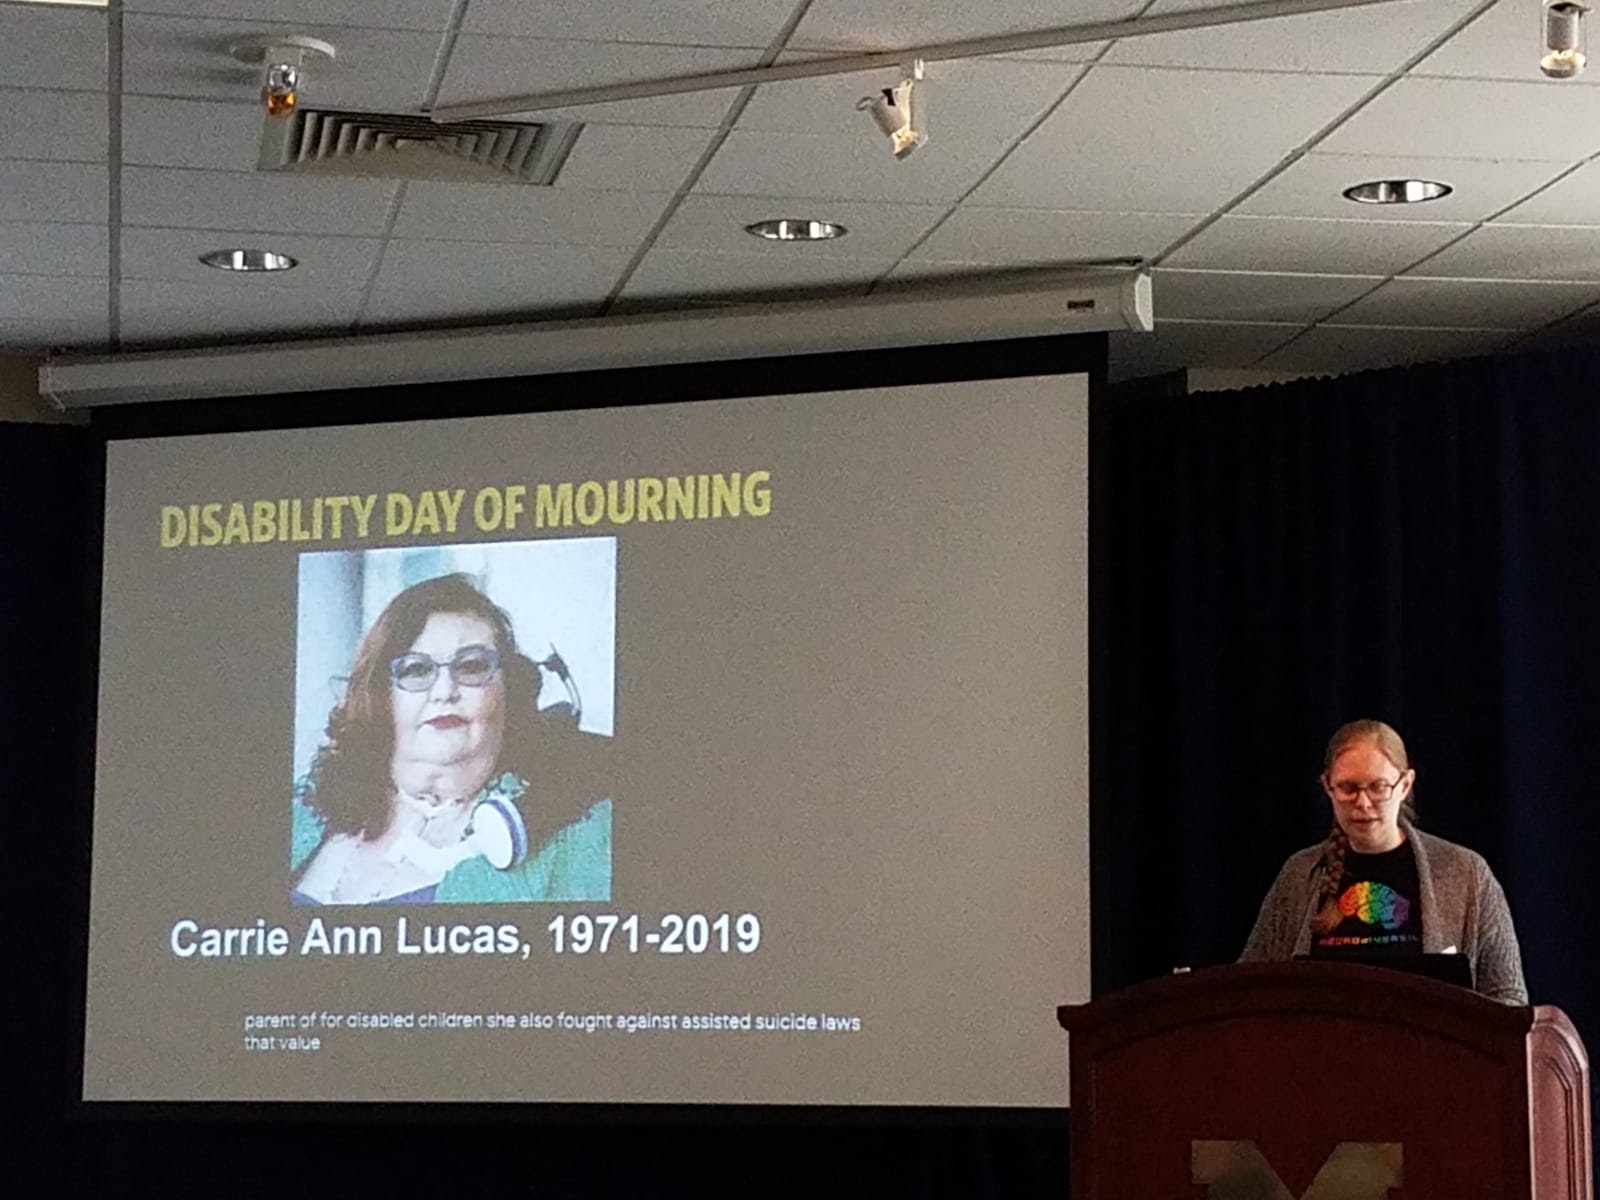 DISABILITY DAY OF MOURNING
Carrie Ann Lucas, 1971-2019
parent of for disabled children she also fought against assisted suicide laws
that value
NEURODIVERSITY
M